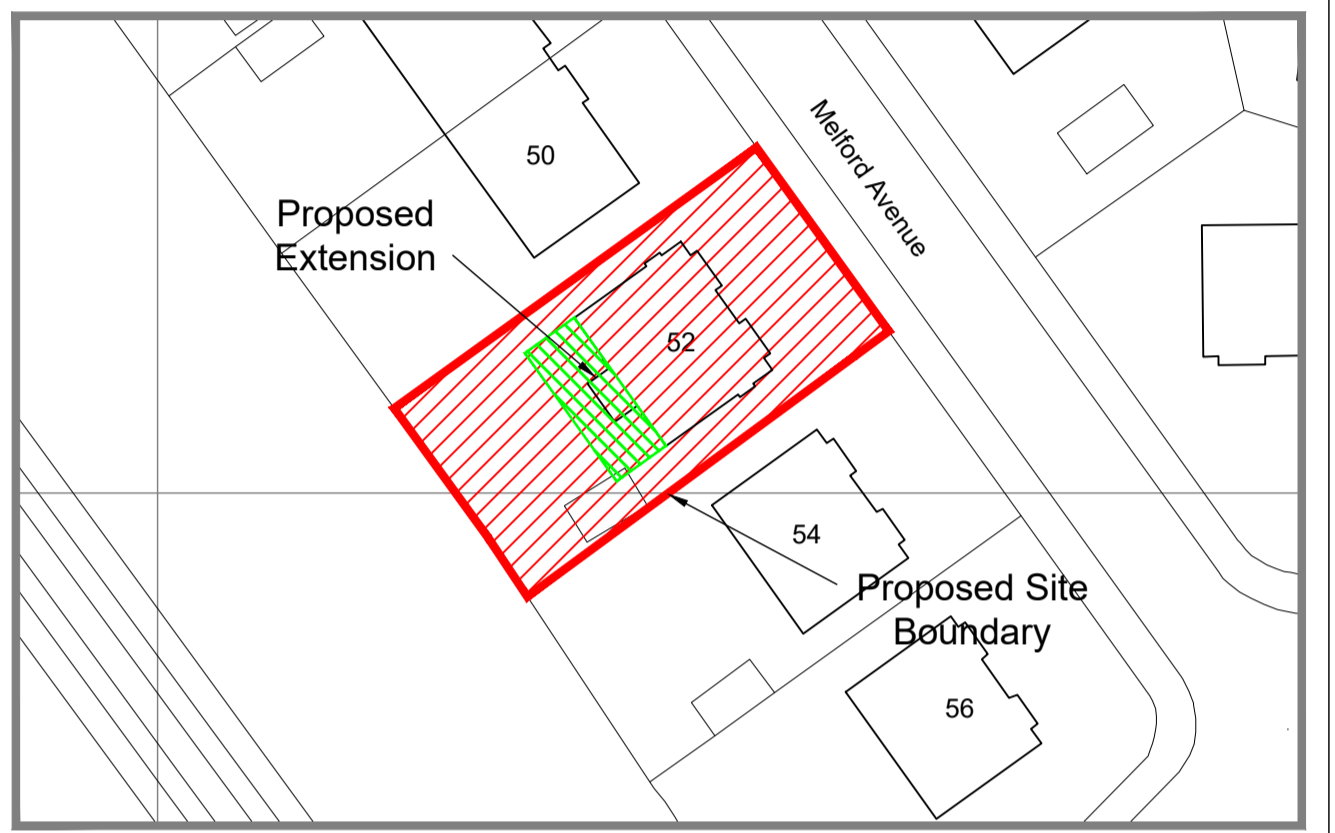 Melford Avenue
50
Proposed
Extension
52
54
Proposed Site
Boundary
56